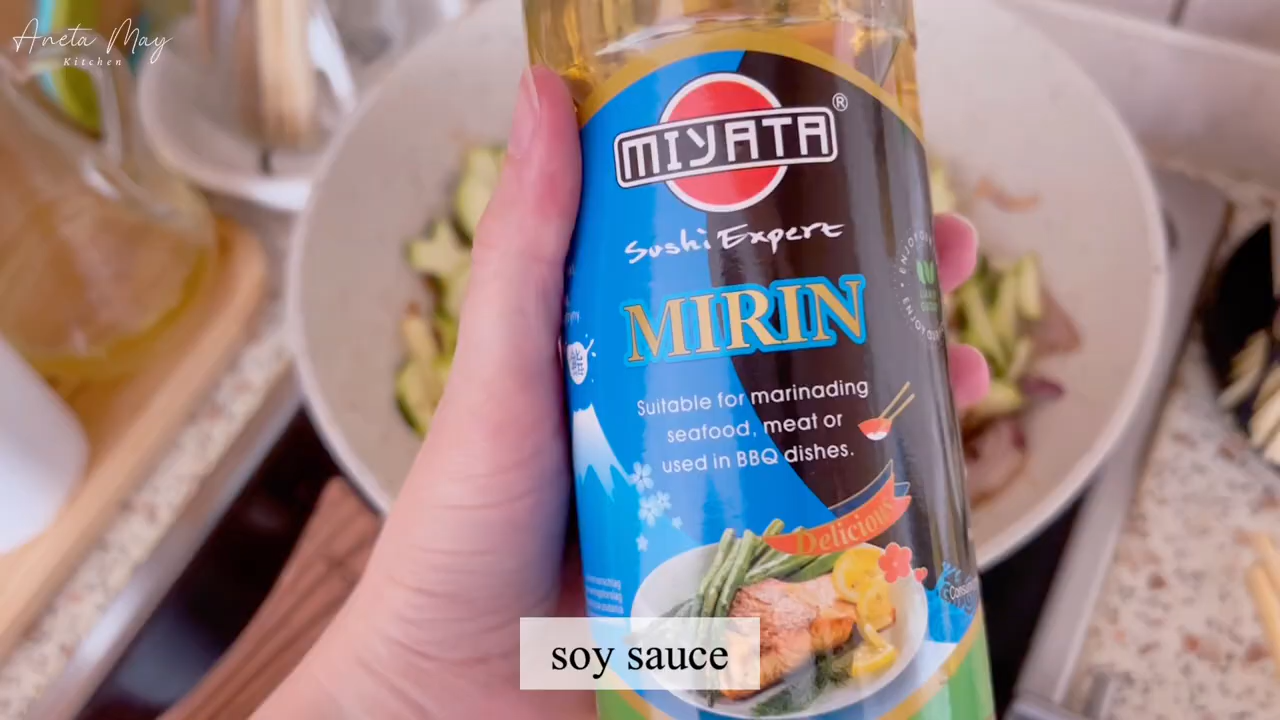 Aneta May
Kitchen
MIYATA®
Sushi Expert
MIRIN
Suitable for marinading
seafood, meat or
used in BBQ dishes.
Delicious
soy sauce